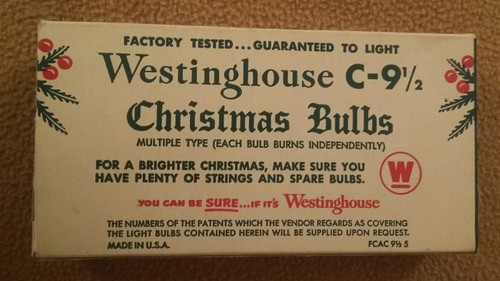 FACTORY TESTED...GUARANTEED TO LIGHT
Westinghouse C-9 1/2
Christmas Bulbs
MULTIPLE TYPE (EACH BULB BURNS INDEPENDENTLY)
FOR A BRIGHTER CHRISTMAS, MAKE SURE YOU
HAVE PLENTY OF STRINGS AND SPARE BULBS.
W
YOU CAN BE SURE...IF IT'S Westinghouse
THE NUMBERS OF THE PATENTS WHICH THE VENDOR REGARDS AS COVERING
THE LIGHT BULBS CONTAINED HEREIN WILL BE SUPPLIED UPON REQUEST.
MADE IN U.S.A. FCAC 9½ 5